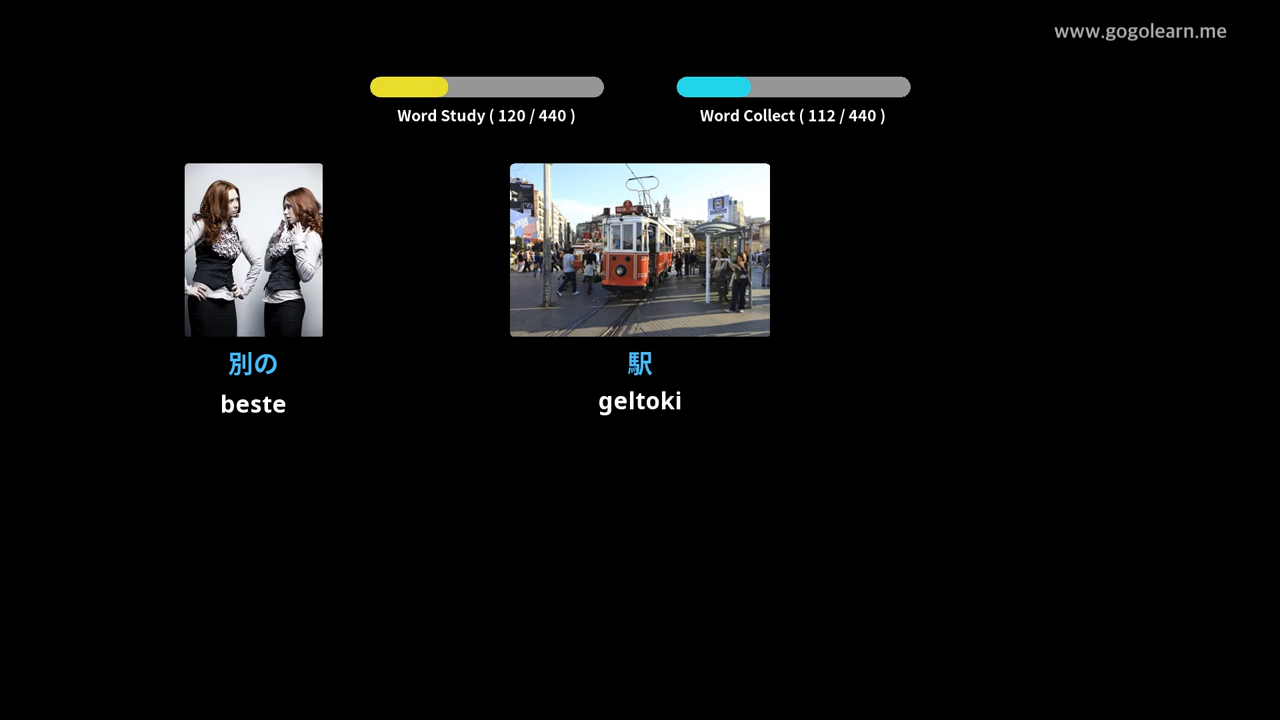 www.gogolearn.me
Word Study ( 120 / 440 )
Word Collect ( 112 / 440 )
別の
beste
駅
geltoki